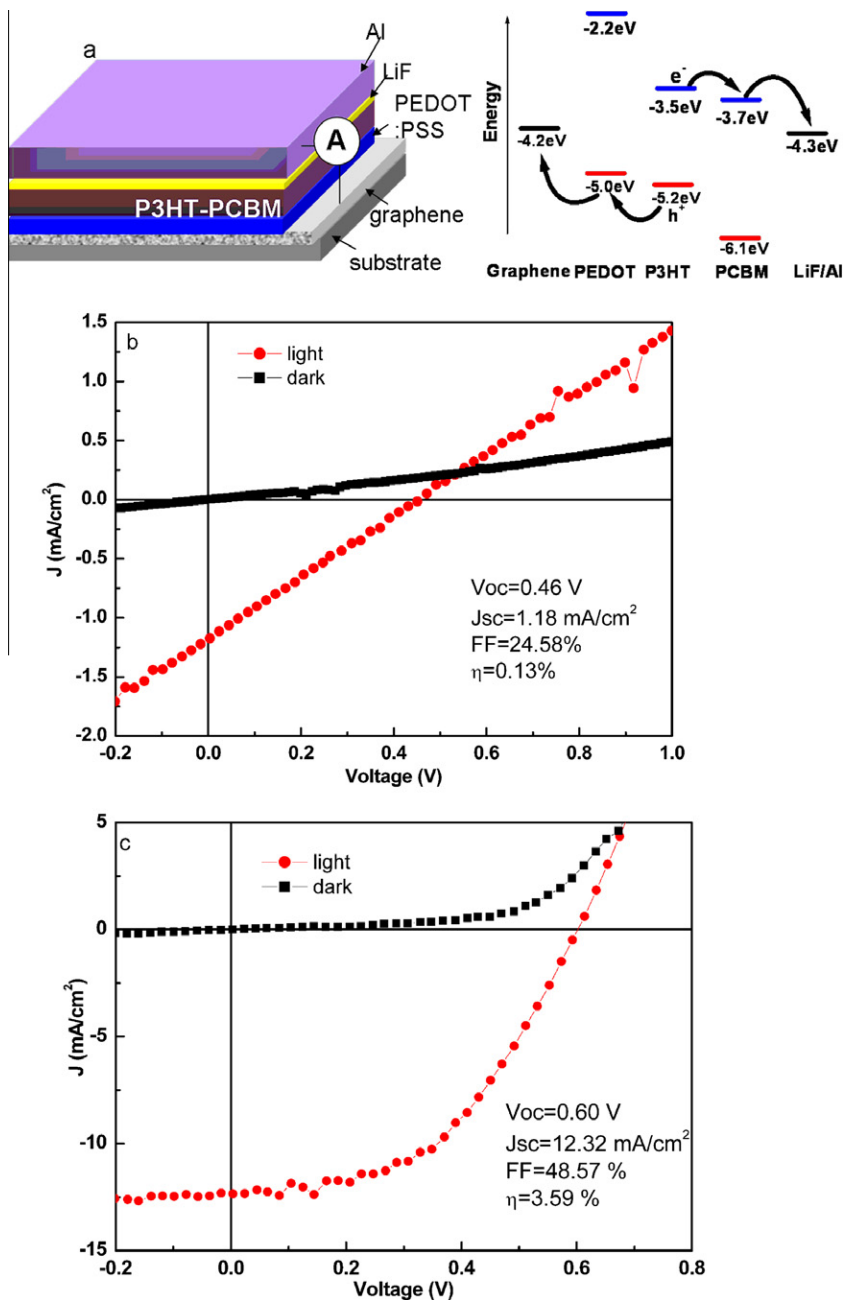 a
Al
LiF
PEDOT
:PSS
A
P3HT-PCBM
graphene
substrate
Energy
-2.2eV
e-
-3.5eV
-3.7eV
-4.2eV
-4.3eV
-5.0eV
-5.2eV
h+
-6.1eV
Graphene PEDOT P3HT PCBM LiF/Al
b
light
dark
J (mA/cm²)
1.5
1.0
0.5
0.0
-0.5
-1.0
-1.5
-2.0
Voc=0.46 V
Jsc=1.18 mA/cm²
FF=24.58%
η=0.13%
-0.2 0.0 0.2 0.4 0.6 0.8 1.0
Voltage (V)
c
light
dark
J (mA/cm²)
5
0
-5
-10
-15
Voc=0.60 V
Jsc=12.32 mA/cm²
FF=48.57 %
η=3.59 %
-0.2 0.0 0.2 0.4 0.6 0.8
Voltage (V)